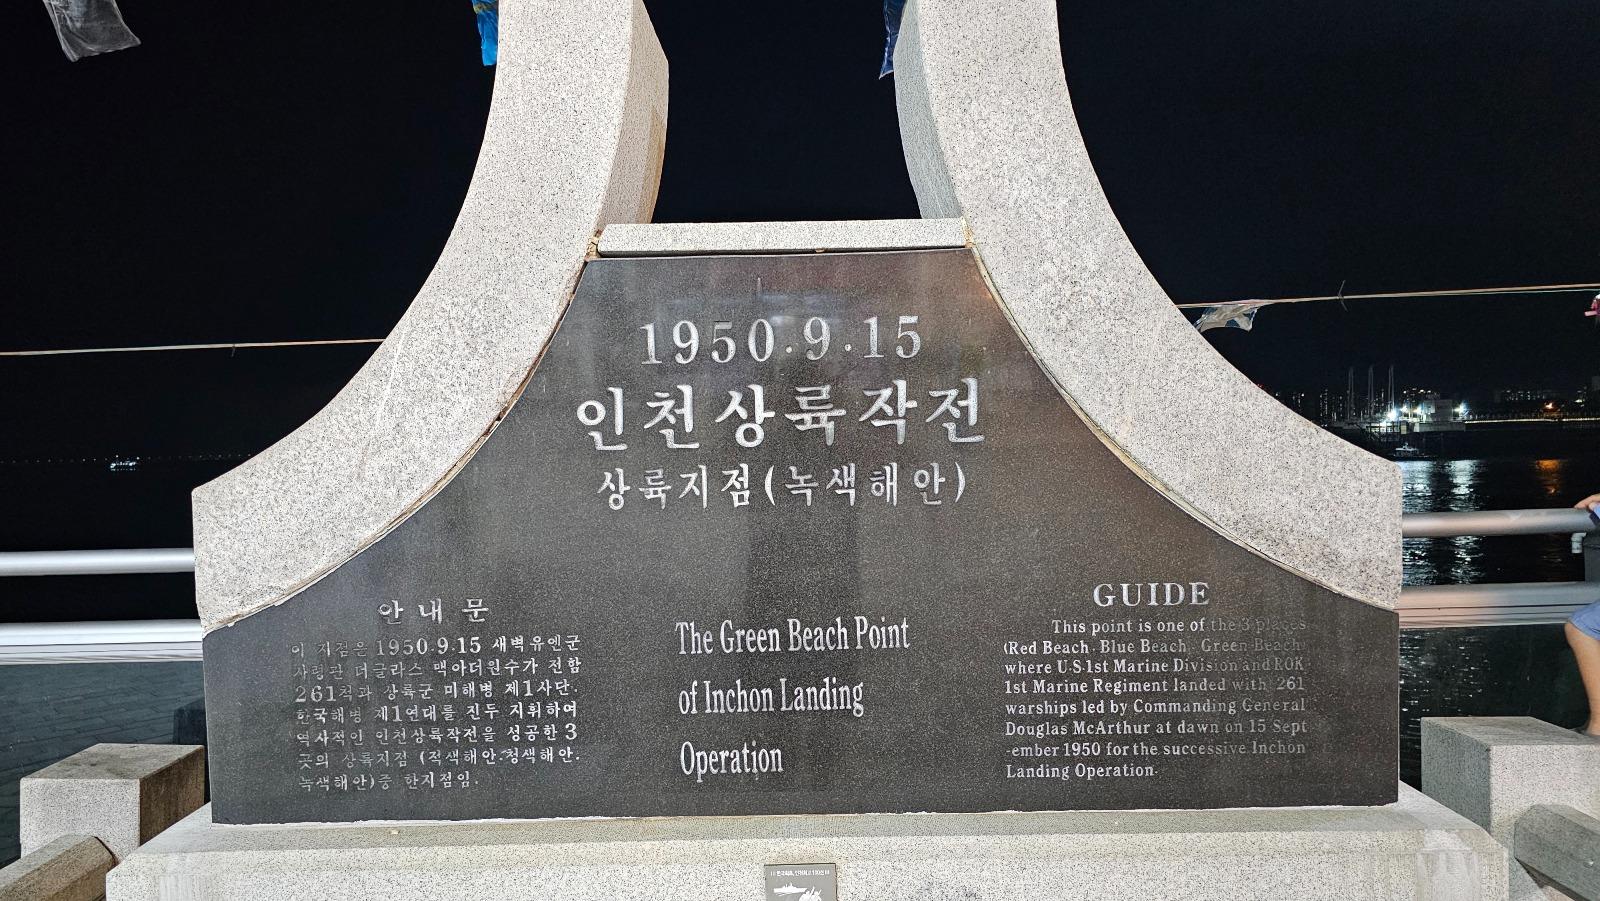 1950.9.15
인천상륙작전
상륙지점(녹색해안)
안내문
이 지점은 1950.9.15 새벽유엔군
사령관 더글라스 맥아더원수가 전함
261척과 상륙군 미해병 제1사단.
한국해병 제1연대를 진두 지휘하여
역사적인 인천상륙작전을 성공한 3
곳의 상륙지점 (적색해안.청색해안.
녹색해안)중 한지점임.
The Green Beach Point
of Inchon Landing
Operation
GUIDE
This point is one of the 3 places
(Red Beach. Blue Beach. Green Beach)
where U·S·1st Marine Division and ROK
1st Marine Regiment landed with 261
warships led by Commanding General
Douglas McArthur at dawn on 15 Sept
-ember 1950 for the successive Inchon
Landing Operation.